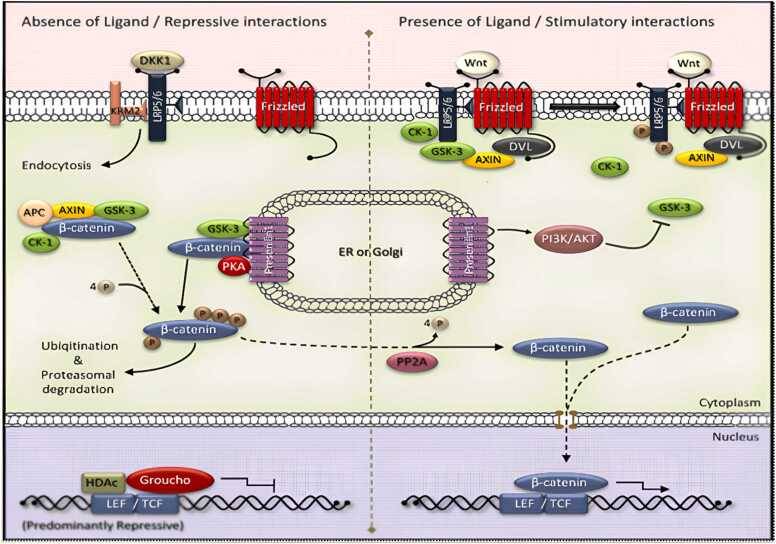 Absence of Ligand / Repressive interactions
Presence of Ligand / Stimulatory interactions
DKK1
KRM2
LRP5/6
Frizzled
Endocytosis
Wnt
LRP5/6
Frizzled
CK-1
GSK-3
AXIN
DVL
Wnt
LRP5/6
Frizzled
P
P
AXIN
DVL
CK-1
APC
AXIN
GSK-3
β-catenin
CK-1
GSK-3
β-catenin
PKA
Presenilin1
ER or Golgi
Presenilin1
PI3K/AKT
GSK-3
4 P
P P P
β-catenin
P
Ubiqitination
&
Proteasomal
degradation
4 P
PP2A
β-catenin
β-catenin
Cytoplasm
Nucleus
HDAc
Groucho
LEF / TCF
(Predominantly Repressive)
β-catenin
LEF / TCF